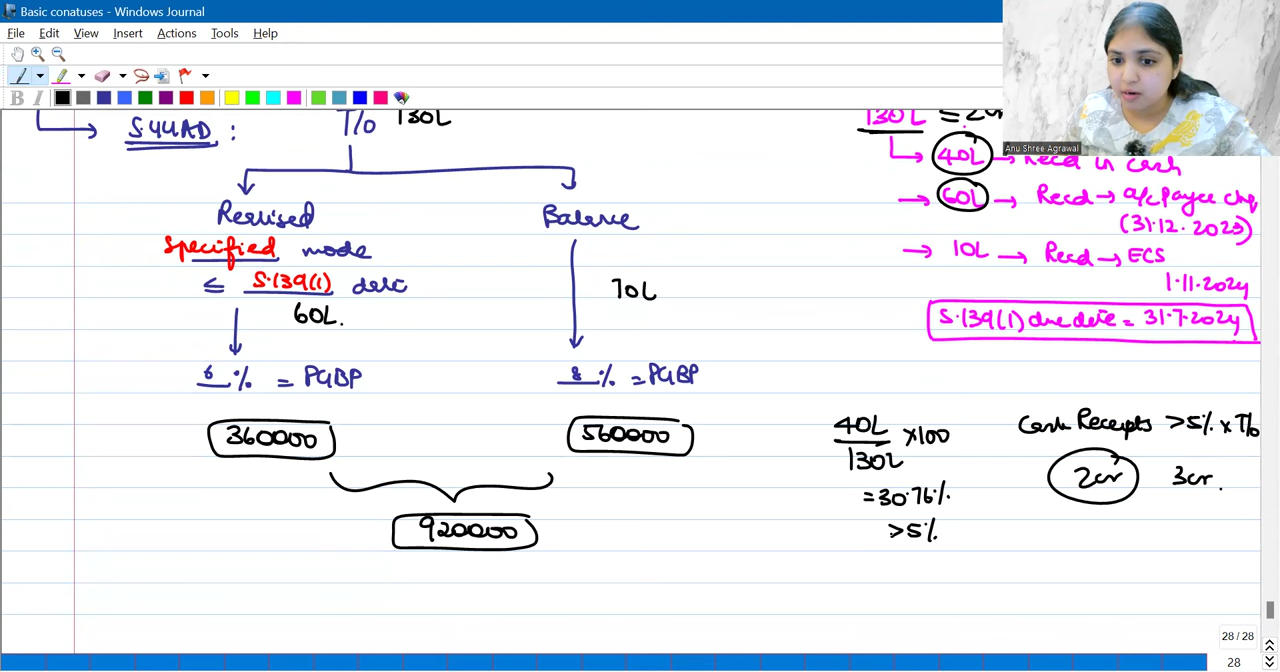 Basic conatuses - Windows Journal
File Edit View Insert Actions Tools Help
B I
Anu Shree Agrawal
S44AD : T/o 130L
Realised
Specified mode
≤ S.139(1) date
60L.
6 % = PGBP
360000
Balance
70L
8 % = PGBP
560000
920000
130L =
40L → Recd in cash
→ 60L → Recd → a/c Payee chq
(31.12.2023)
→ 10L → Recd → ECS
1.11.2024
S.139(1) due date = 31.7.2024
40L
130L
×100
= 30.76%
> 5%
Cash Receipts > 5% × T/o
2cr 3cr.
28 / 28
28